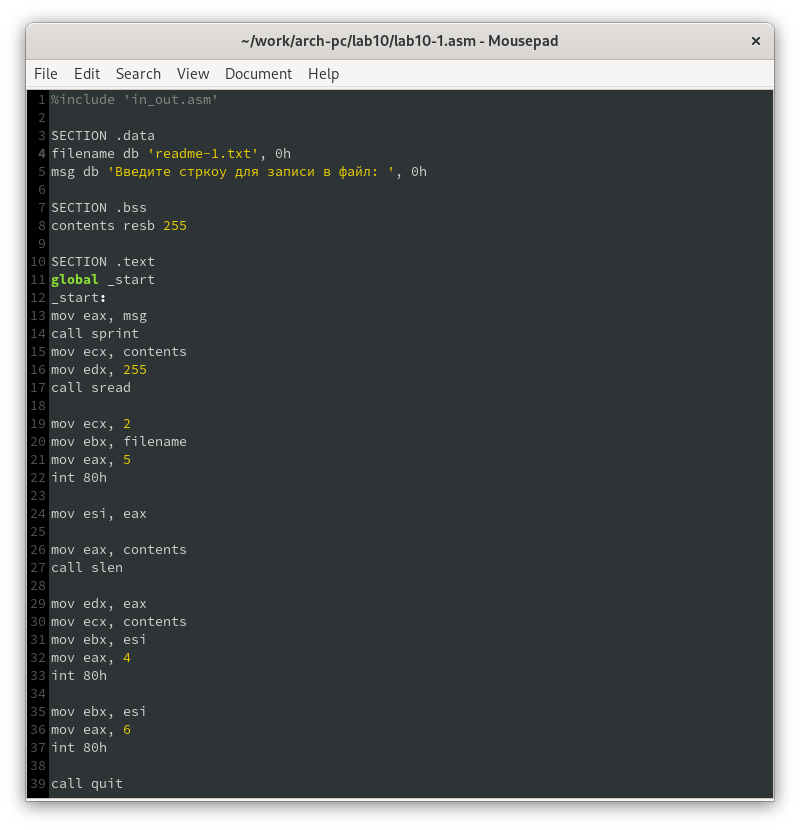 ~/work/arch-pc/lab10/lab10-1.asm - Mousepad ×
File Edit Search View Document Help
1 %include 'in_out.asm'
2
3 SECTION .data
4 filename db 'readme-1.txt', 0h
5 msg db 'Введите стркоу для записи в файл: ', 0h
6
7 SECTION .bss
8 contents resb 255
9
10 SECTION .text
11 global _start
12 _start:
13 mov eax, msg
14 call sprint
15 mov ecx, contents
16 mov edx, 255
17 call sread
18
19 mov ecx, 2
20 mov ebx, filename
21 mov eax, 5
22 int 80h
23
24 mov esi, eax
25
26 mov eax, contents
27 call slen
28
29 mov edx, eax
30 mov ecx, contents
31 mov ebx, esi
32 mov eax, 4
33 int 80h
34
35 mov ebx, esi
36 mov eax, 6
37 int 80h
38
39 call quit